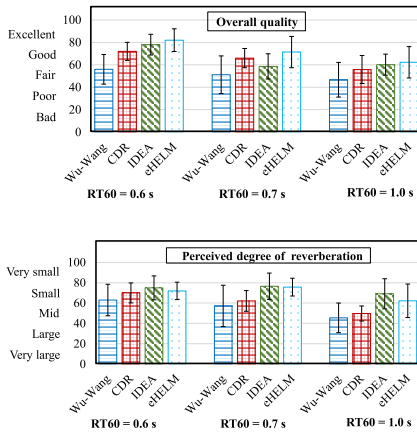 Overall quality
100
Excellent
80
Good
60
Fair
40
Poor
20
Bad
0
Wu-Wang CDR IDEA eHELM Wu-Wang CDR IDEA eHELM Wu-Wang CDR IDEA eHELM
RT60 = 0.6 s RT60 = 0.7 s RT60 = 1.0 s
Perceived degree of reverberation
100
Very small
80
Small
60
Mid
40
Large
20
Very large
0
Wu-Wang CDR IDEA eHELM Wu-Wang CDR IDEA eHELM Wu-Wang CDR IDEA eHELM
RT60 = 0.6 s RT60 = 0.7 s RT60 = 1.0 s